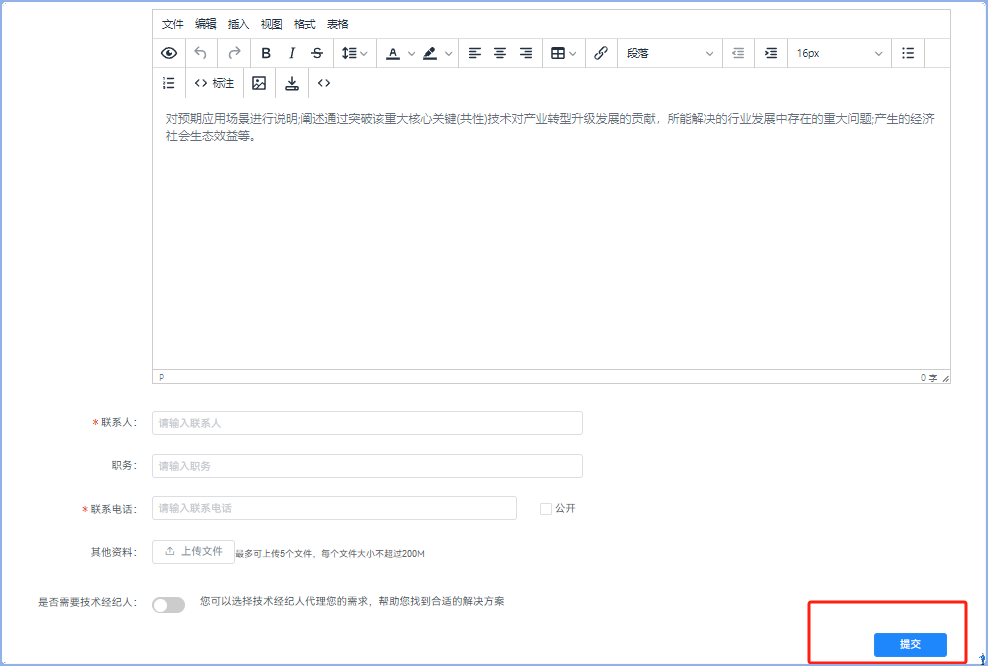 文件 编辑 插入 视图 格式 表格
B I S A 段落 16px
标注
对预期应用场景进行说明;阐述通过突破该重大核心关键(共性)技术对产业转型升级发展的贡献，所能解决的行业发展中存在的重大问题;产生的经济
社会生态效益等。
P 0 字
*联系人： 请输入联系人
职务： 请输入职务
*联系电话： 请输入联系电话 公开
其他资料： 上传文件 最多可上传5个文件，每个文件大小不超过200M
是否需要技术经纪人： 您可以选择技术经纪人代理您的需求，帮助您找到合适的解决方案
提交